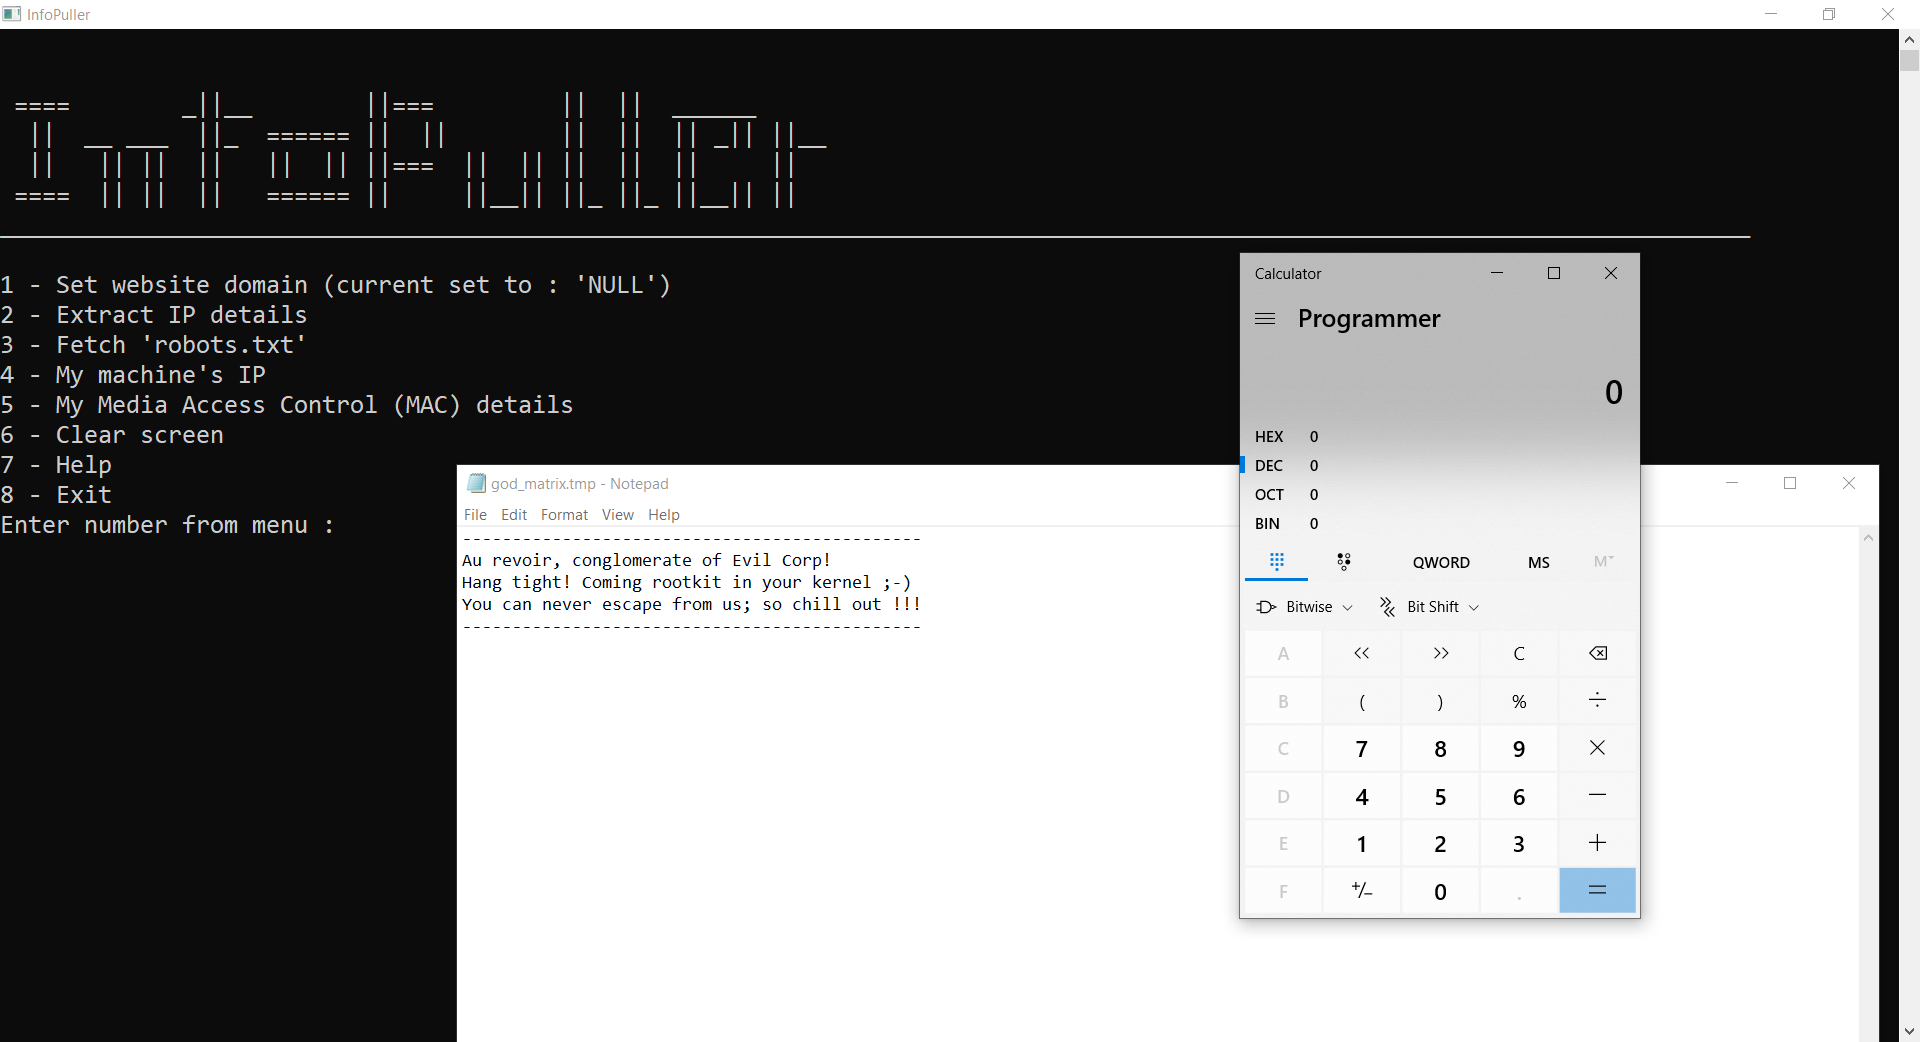 InfoPuller
InfoPuller
1 - Set website domain (current set to : 'NULL')
2 - Extract IP details
3 - Fetch 'robots.txt'
4 - My machine's IP
5 - My Media Access Control (MAC) details
6 - Clear screen
7 - Help
8 - Exit
Enter number from menu :
god_matrix.tmp - Notepad
File Edit Format View Help
----------------------------------------------
Au revoir, conglomerate of Evil Corp!
Hang tight! Coming rootkit in your kernel ;-)
You can never escape from us; so chill out !!!
----------------------------------------------
Calculator
Programmer
0
HEX 0
DEC 0
OCT 0
BIN 0
QWORD MS M
Bitwise Bit Shift
A << >> C
B ( ) % ÷
C 7 8 9 ×
D 4 5 6 −
E 1 2 3 +
F +/− 0 . =